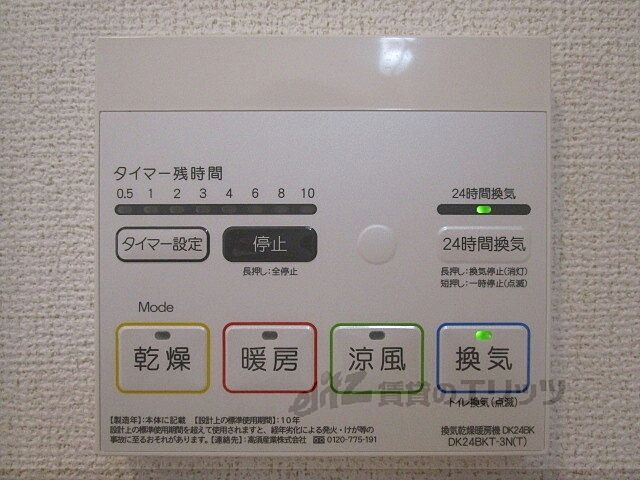 タイマー残時間
0.5 1 2 3 4 6 8 10
24時間換気
タイマー設定
停止
24時間換気
長押し:全停止
長押し:換気停止(消灯)
短押し:一時停止(点滅)
Mode
乾燥
暖房
涼風
換気
賃貸のエリッツ
トイレ換気(点滅)
【製造年】:本体に記載 【設計上の標準使用期間】:10年
設計上の標準使用期間を超えて使用されますと、経年劣化による発火・けが等の
事故に至るおそれがあります。【連絡先】:高須産業株式会社 0120-775-191
換気乾燥暖房機 DK24BK
DK24BKT-3N(T)